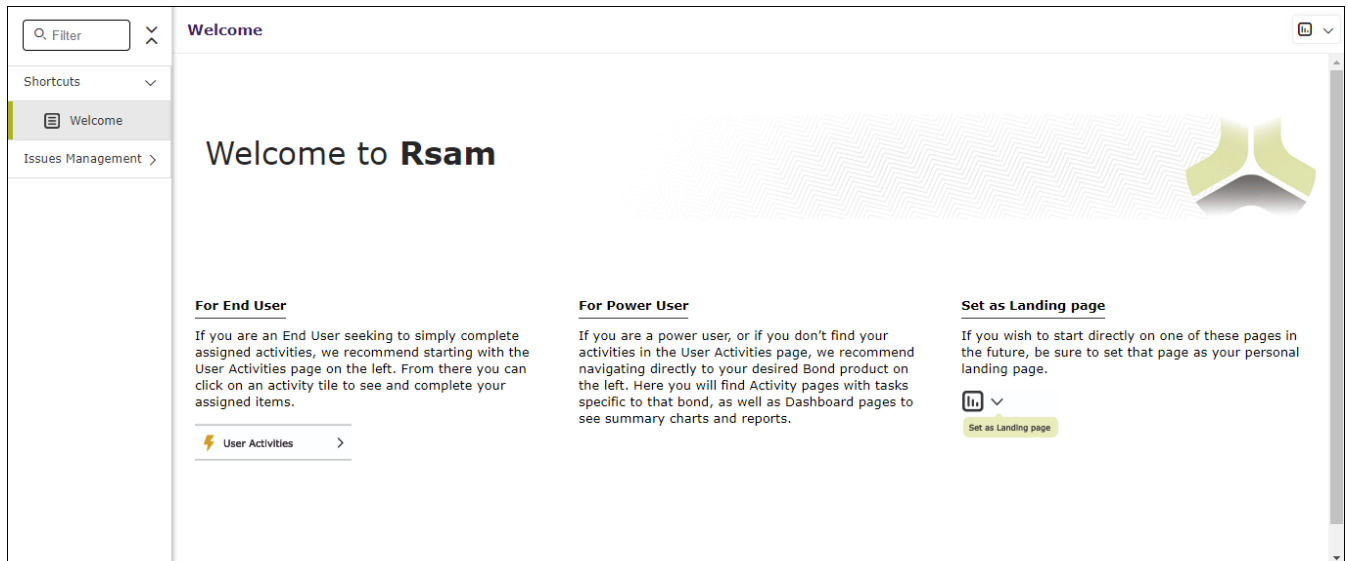 Filter
Welcome
Shortcuts
Welcome
Issues Management
Welcome to Rsam
For End User
If you are an End User seeking to simply complete
assigned activities, we recommend starting with the
User Activities page on the left. From there you can
click on an activity tile to see and complete your
assigned items.
User Activities
For Power User
If you are a power user, or if you don’t find your
activities in the User Activities page, we recommend
navigating directly to your desired Bond product on
the left. Here you will find Activity pages with tasks
specific to that bond, as well as Dashboard pages to
see summary charts and reports.
Set as Landing page
If you wish to start directly on one of these pages in
the future, be sure to set that page as your personal
landing page.
Set as Landing page